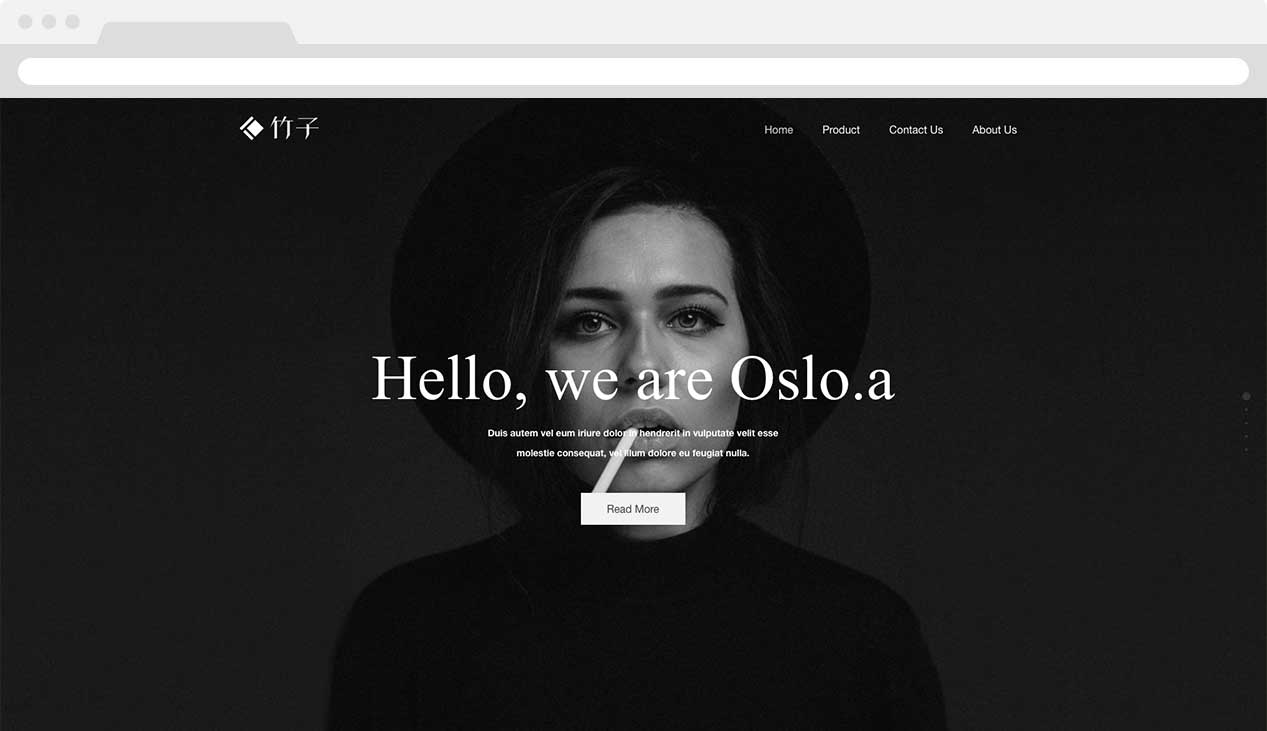 竹子
Home
Product
Contact Us
About Us
Hello, we are Oslo.a
Duis autem vel eum iriure dolor in hendrerit in vulputate velit esse
molestie consequat, vel illum dolore eu feugiat nulla.
Read More